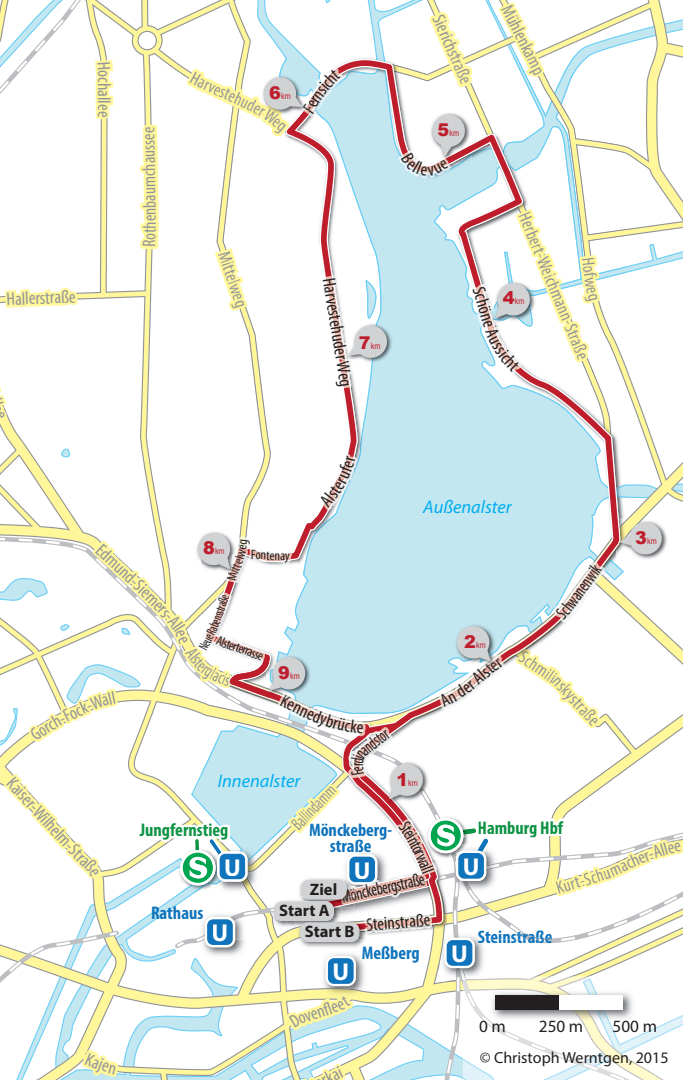 Sierichstraße
Mühlenkamp
Hochallee
Harvestehuder Weg
6km
Fernsicht
5km
Bellevue
Rothenbaumchaussee
Mittelweg
Herbert-Weichmann-Straße
Hofweg
Hallerstraße
4km
Schöne Aussicht
Harvestehuder Weg
7km
Alsterufer
Außenalster
3km
8km
Mittelweg
Fontenay
Edmund-Siemers-Allee
Alsterglacis
Neue Rabenstraße
Alsterterrasse
Schwanenwik
2km
An der Alster
Schmilinskystraße
9km
Kennedybrücke
Ferdinandstor
Gorch-Fock-Wall
Kaiser-Wilhelm-Straße
Innenalster
1km
Ballindamm
Jungfernstieg
S
U
Mönckeberg-
straße
U
Steintorwall
S
Hamburg Hbf
U
Kurt-Schumacher-Allee
Ziel
Mönckebergstraße
Start A
Rathaus
U
Start B
Steinstraße
Meßberg
U
Steinstraße
U
Dovenfleet
Kajen
0 m
250 m
500 m
© Christoph Werntgen, 2015